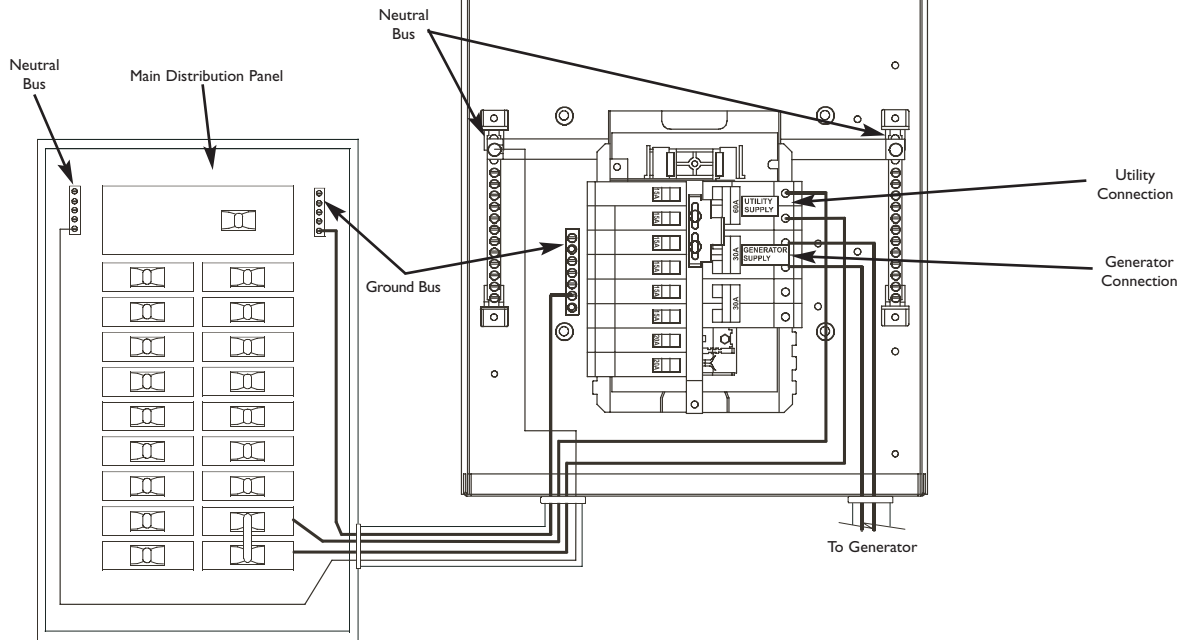 Neutral
Bus
Neutral
Bus
Main Distribution Panel
Utility
Connection
60A
UTILITY
SUPPLY
30A
GENERATOR
SUPPLY
Ground Bus
Generator
Connection
30A
To Generator